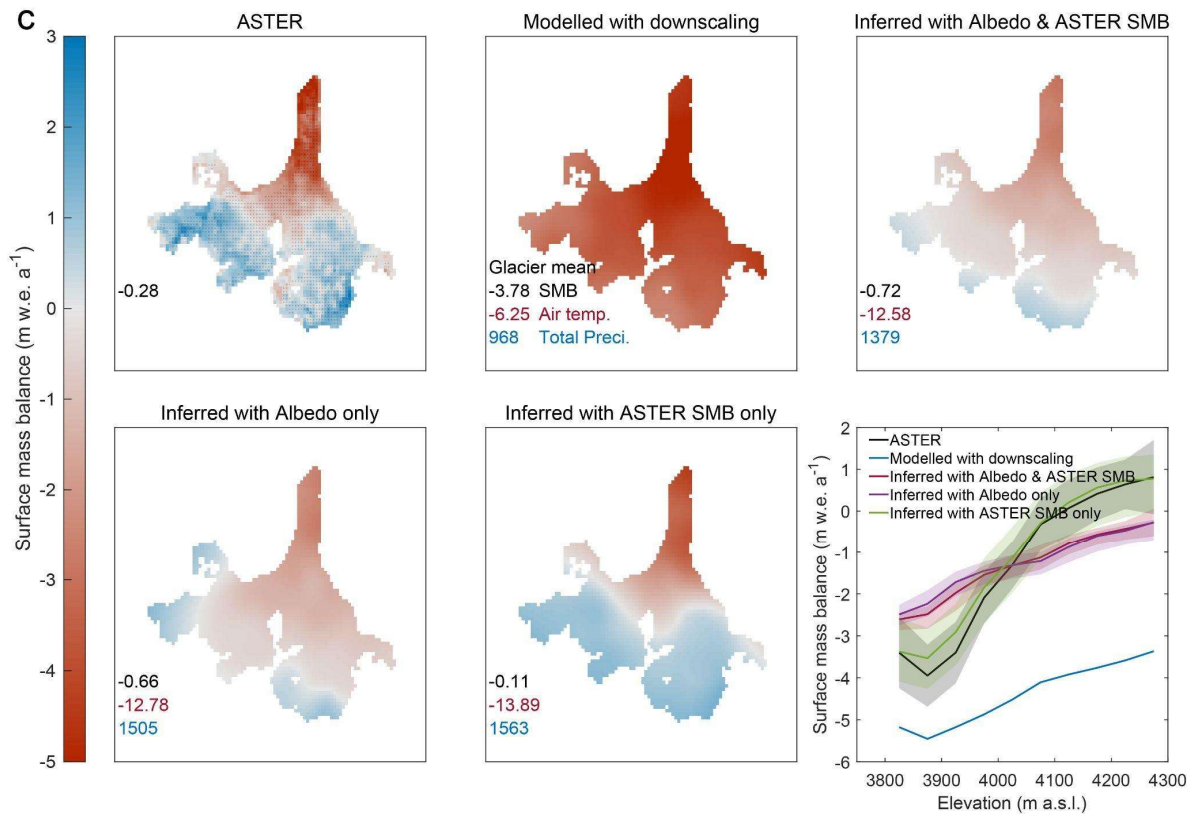 C
ASTER
Modelled with downscaling
Inferred with Albedo & ASTER SMB
Surface mass balance (m w.e. a-1)
3
2
1
0
-1
-2
-3
-4
-5
-0.28
Glacier mean
-3.78 SMB
-6.25 Air temp.
968 Total Preci.
-0.72
-12.58
1379
Inferred with Albedo only
Inferred with ASTER SMB only
-0.66
-12.78
1505
-0.11
-13.89
1563
Surface mass balance (m w.e. a-1)
2
1
0
-1
-2
-3
-4
-5
-6
ASTER
Modelled with downscaling
Inferred with Albedo & ASTER SMB
Inferred with Albedo only
Inferred with ASTER SMB only
3800 3900 4000 4100 4200 4300
Elevation (m a.s.l.)